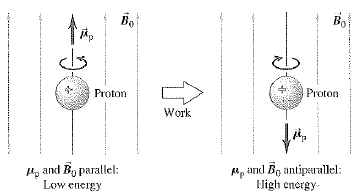 B⃗₀
μ⃗ₚ
Proton
μₚ and B⃗₀ parallel:
Low energy
Work
B⃗₀
Proton
μ⃗ₚ
μₚ and B⃗₀ antiparallel:
High energy